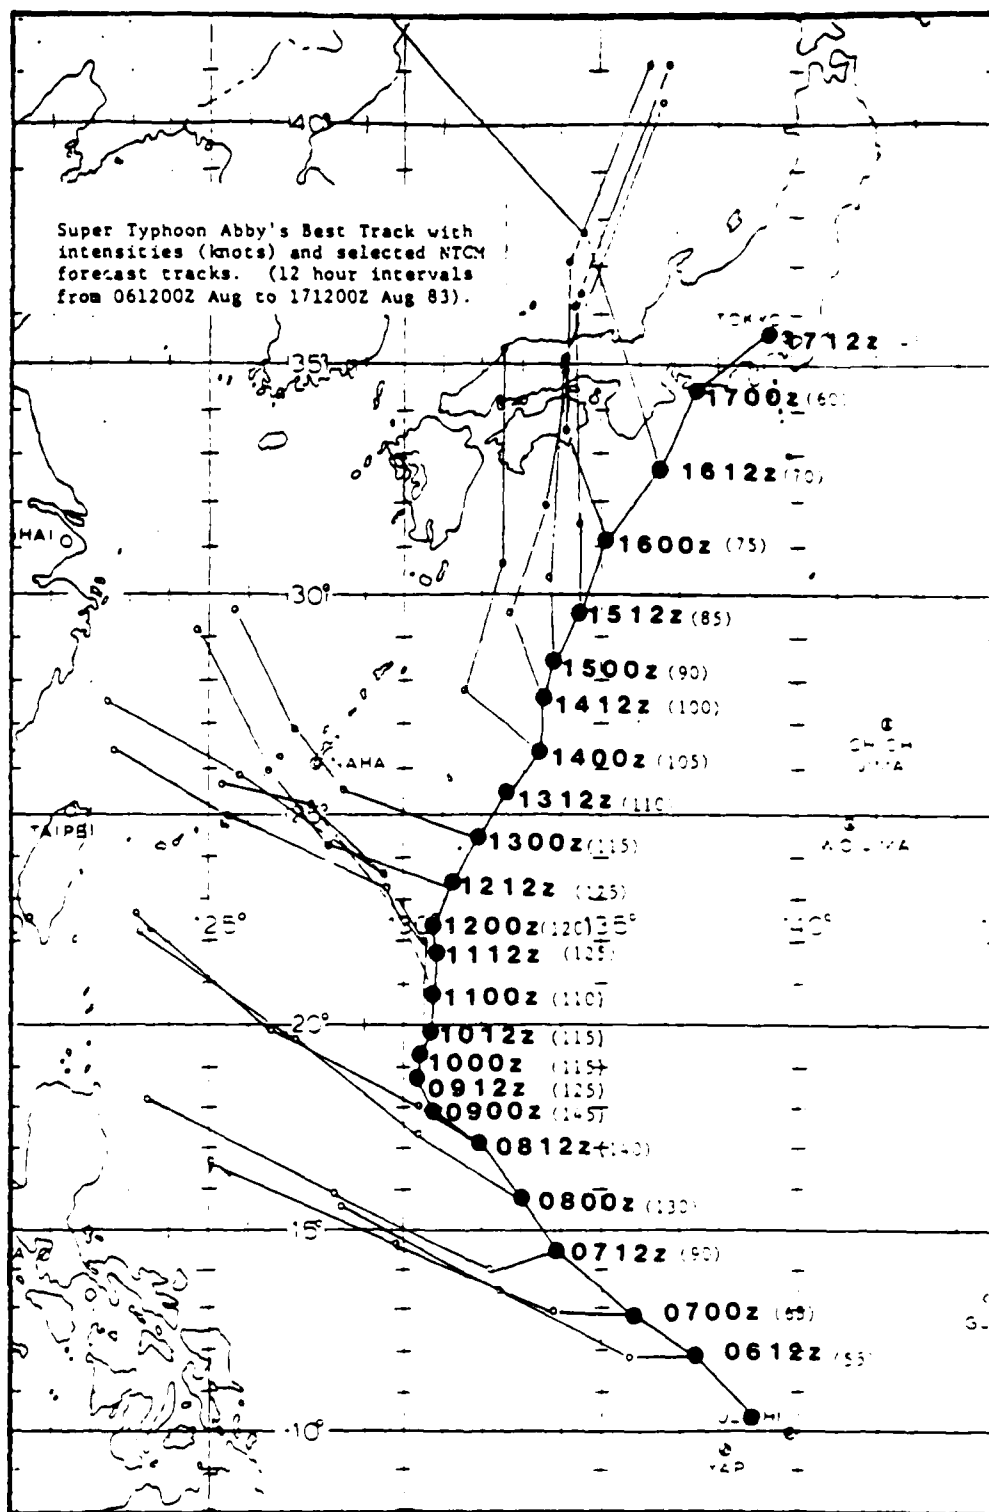 40°
Super Typhoon Abby's Best Track with
intensities (knots) and selected NTCM
forecast tracks. (12 hour intervals
from 061200Z Aug to 171200Z Aug 83).
TOKYO
1712z
35°
1700z (60)
1612z (70)
HAI
1600z (75)
30°
1512z (85)
1500z (90)
1412z (100)
1400z (105)
NAHA
1312z (110)
25°
TAIPEI
1300z (115)
1212z (125)
125°
1200z (120)
135°
140°
1112z (125)
1100z (110)
20°
1012z (115)
1000z (115)
0912z (125)
0900z (145)
0812z (140)
0800z (130)
15°
0712z (90)
0700z
0612z (55)
10°
YAP